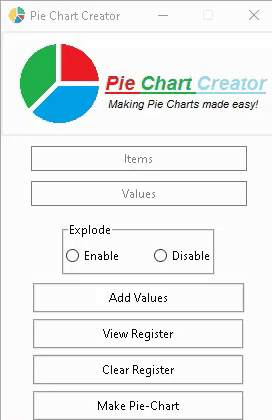 Pie Chart Creator
Pie Chart Creator
Making Pie Charts made easy!
Items
Values
Explode
Enable Disable
Add Values
View Register
Clear Register
Make Pie-Chart